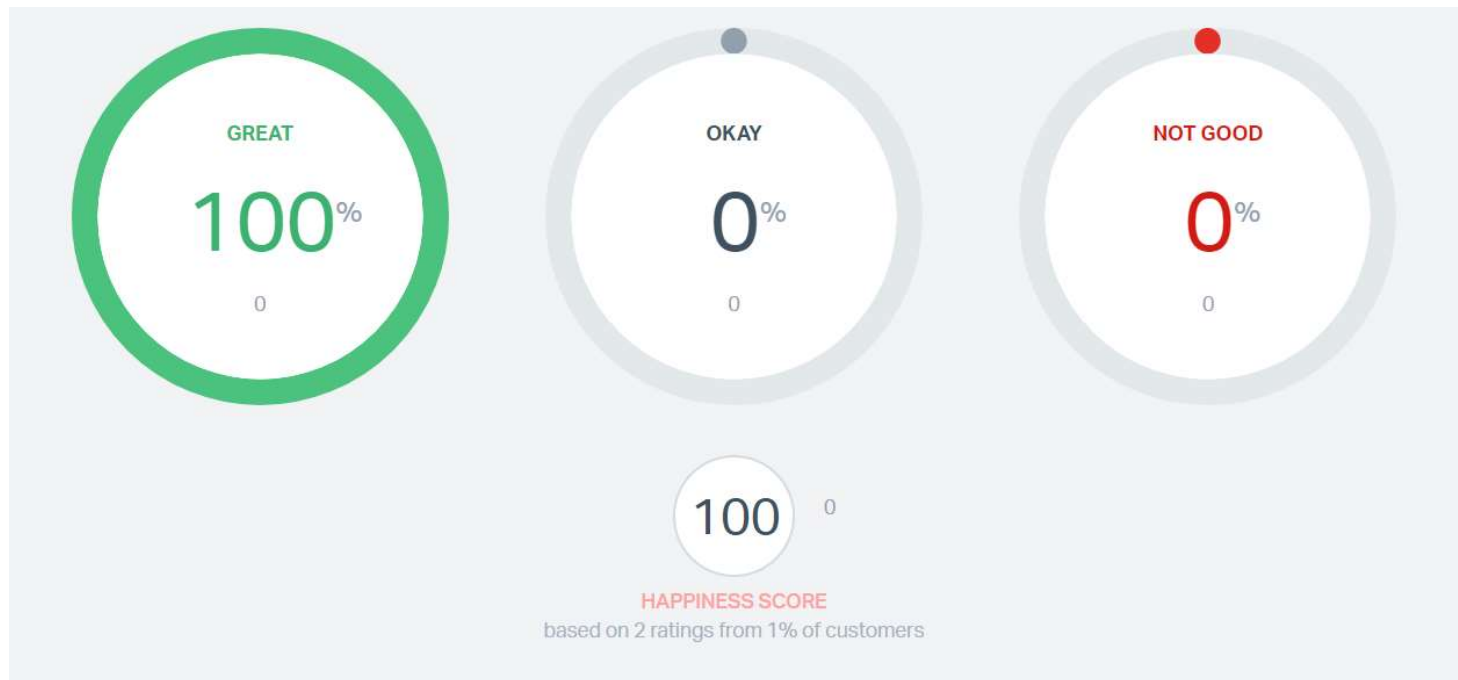 GREAT
100%
0
OKAY
0%
0
NOT GOOD
0%
0
100
0
HAPPINESS SCORE
based on 2 ratings from 1% of customers